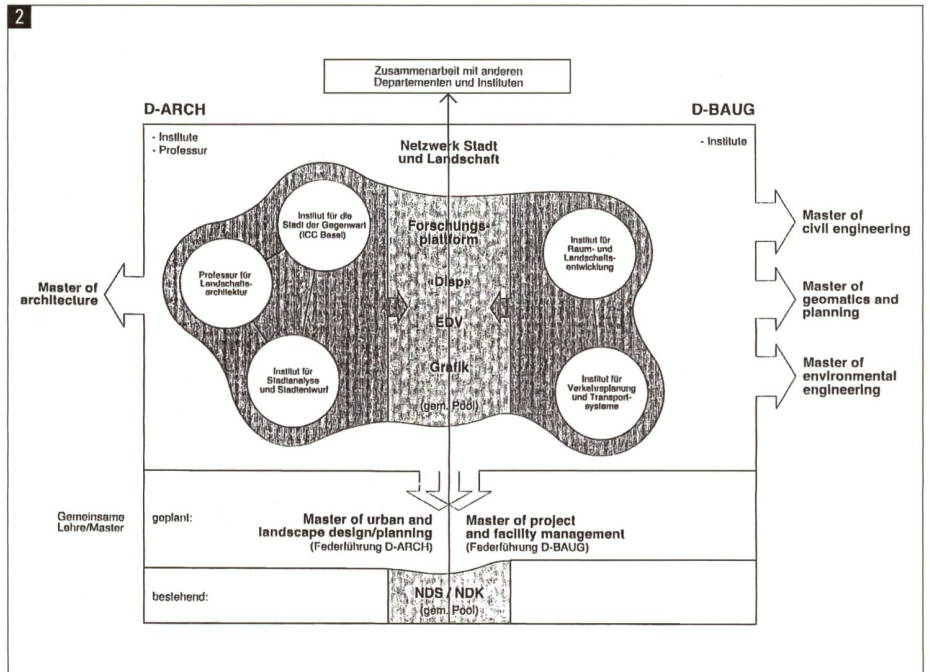 2
Zusammenarbeit mit anderen
Departementen und Instituten
D-ARCH
D-BAUG
- Institute
- Professur
Netzwerk Stadt
und Landschaft
- Institute
Institut für die
Stadt der Gegenwart
(ICC Basel)
Professur für
Landschafts-
architektur
Institut für
Stadtanalyse
und Stadtentwurf
Forschungs-
plattform
«Disp»
EDV
Grafik
(gem. Pool)
Institut für
Raum- und
Landschafts-
entwicklung
Institut für
Verkehrsplanung
und Transport-
systeme
Master of
architecture
Master of
civil engineering
Master of
geomatics and
planning
Master of
environmental
engineering
Gemeinsame
Lehre/Master
geplant:
Master of urban and
landscape design/planning
(Federführung D-ARCH)
Master of project
and facility management
(Federführung D-BAUG)
bestehend:
NDS / NDK
(gem. Pool)